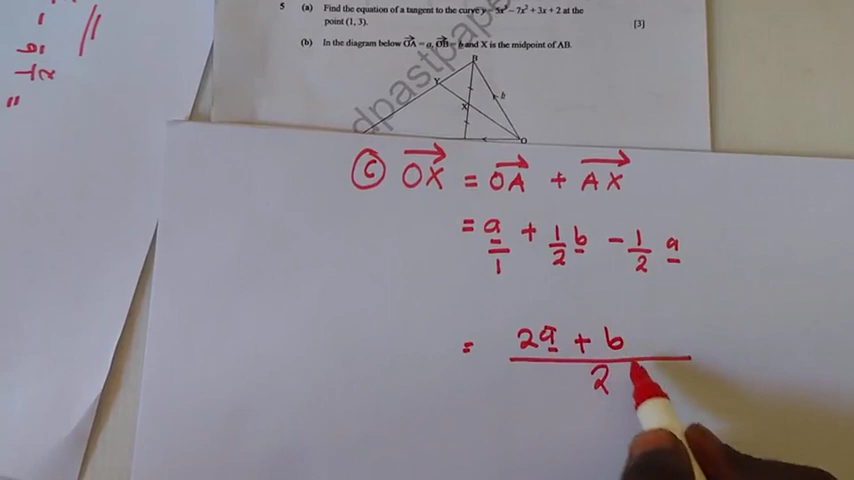 5 (a) Find the equation of a tangent to the curve y = 5x³ – 7x² + 3x + 2 at the
point (1, 3). [3]
(b) In the diagram below OA = a, OB = b and X is the midpoint of AB.
B
Y
b
X
O
dpastpape
(c) OX = OA + AX
= a/1 + 1/2 b - 1/2 a
= 2a + b
2